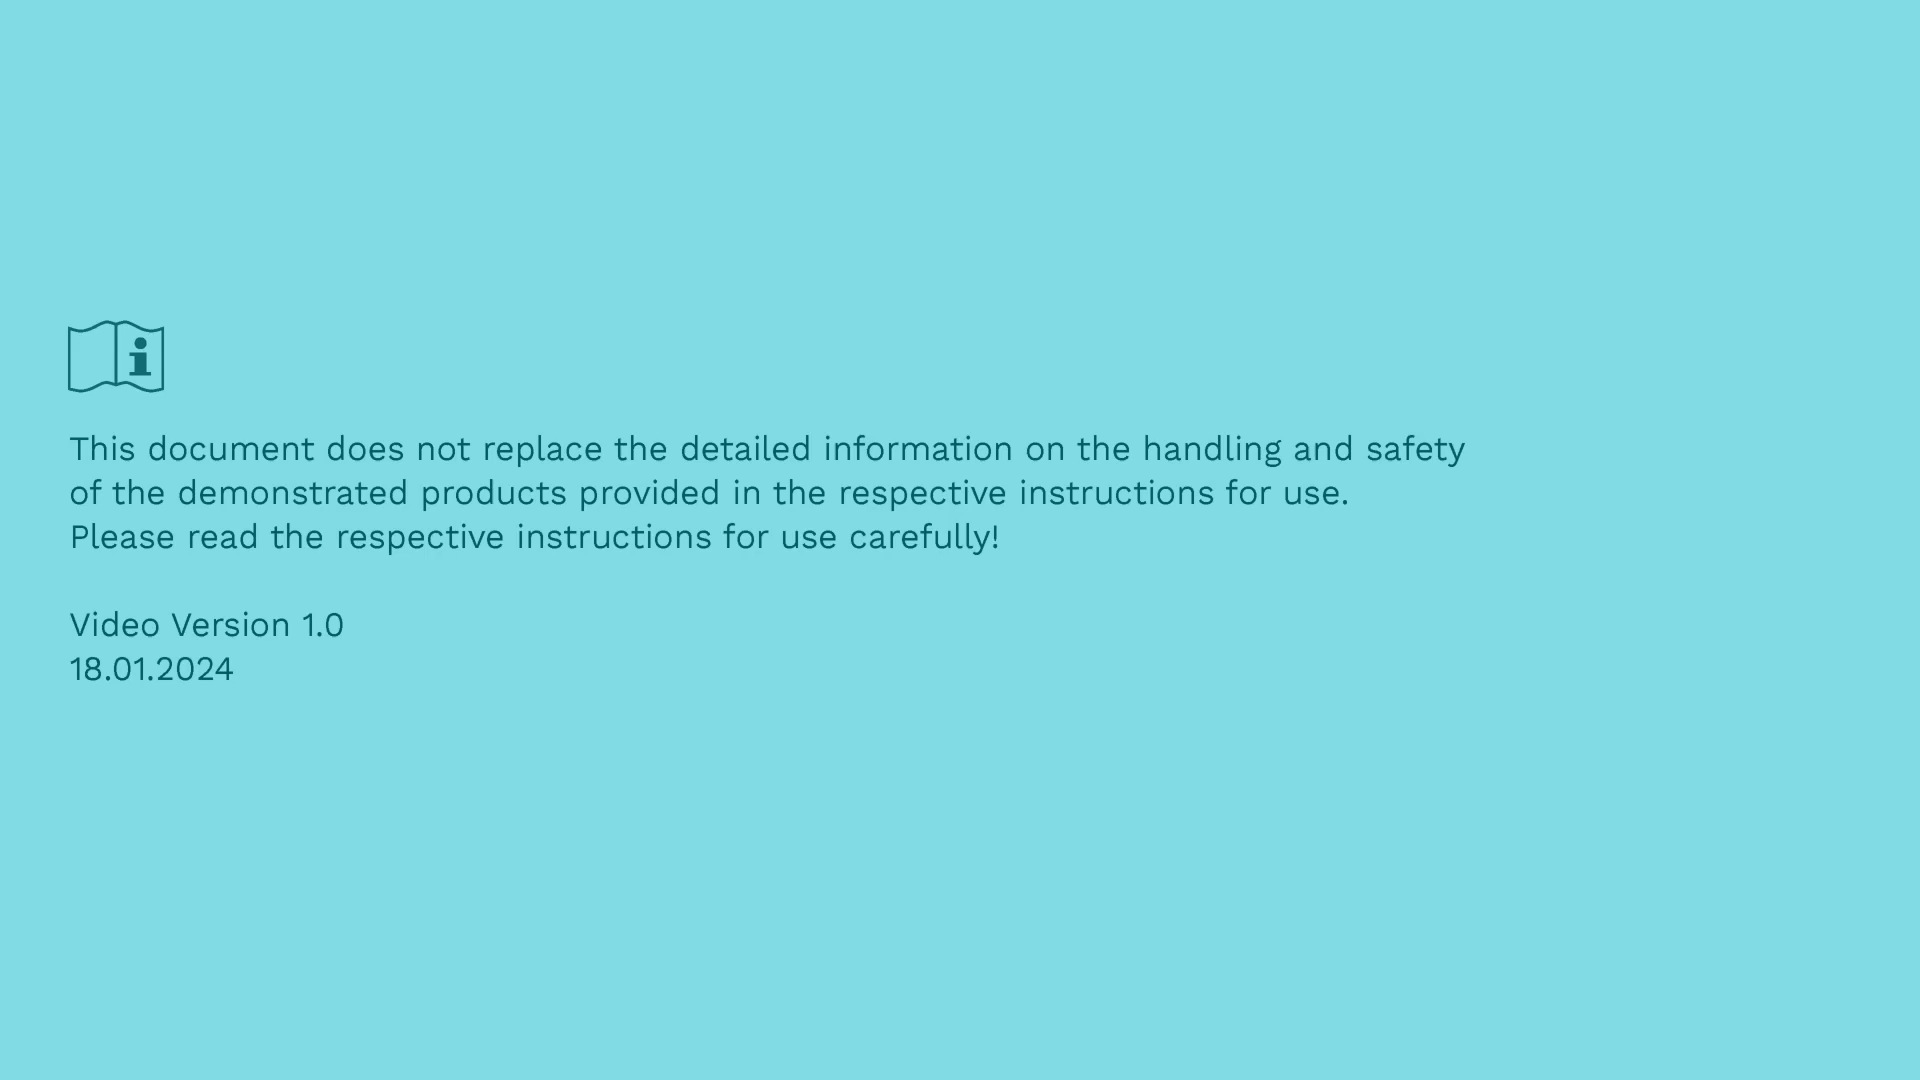 This document does not replace the detailed information on the handling and safety
of the demonstrated products provided in the respective instructions for use.
Please read the respective instructions for use carefully!
Video Version 1.0
18.01.2024